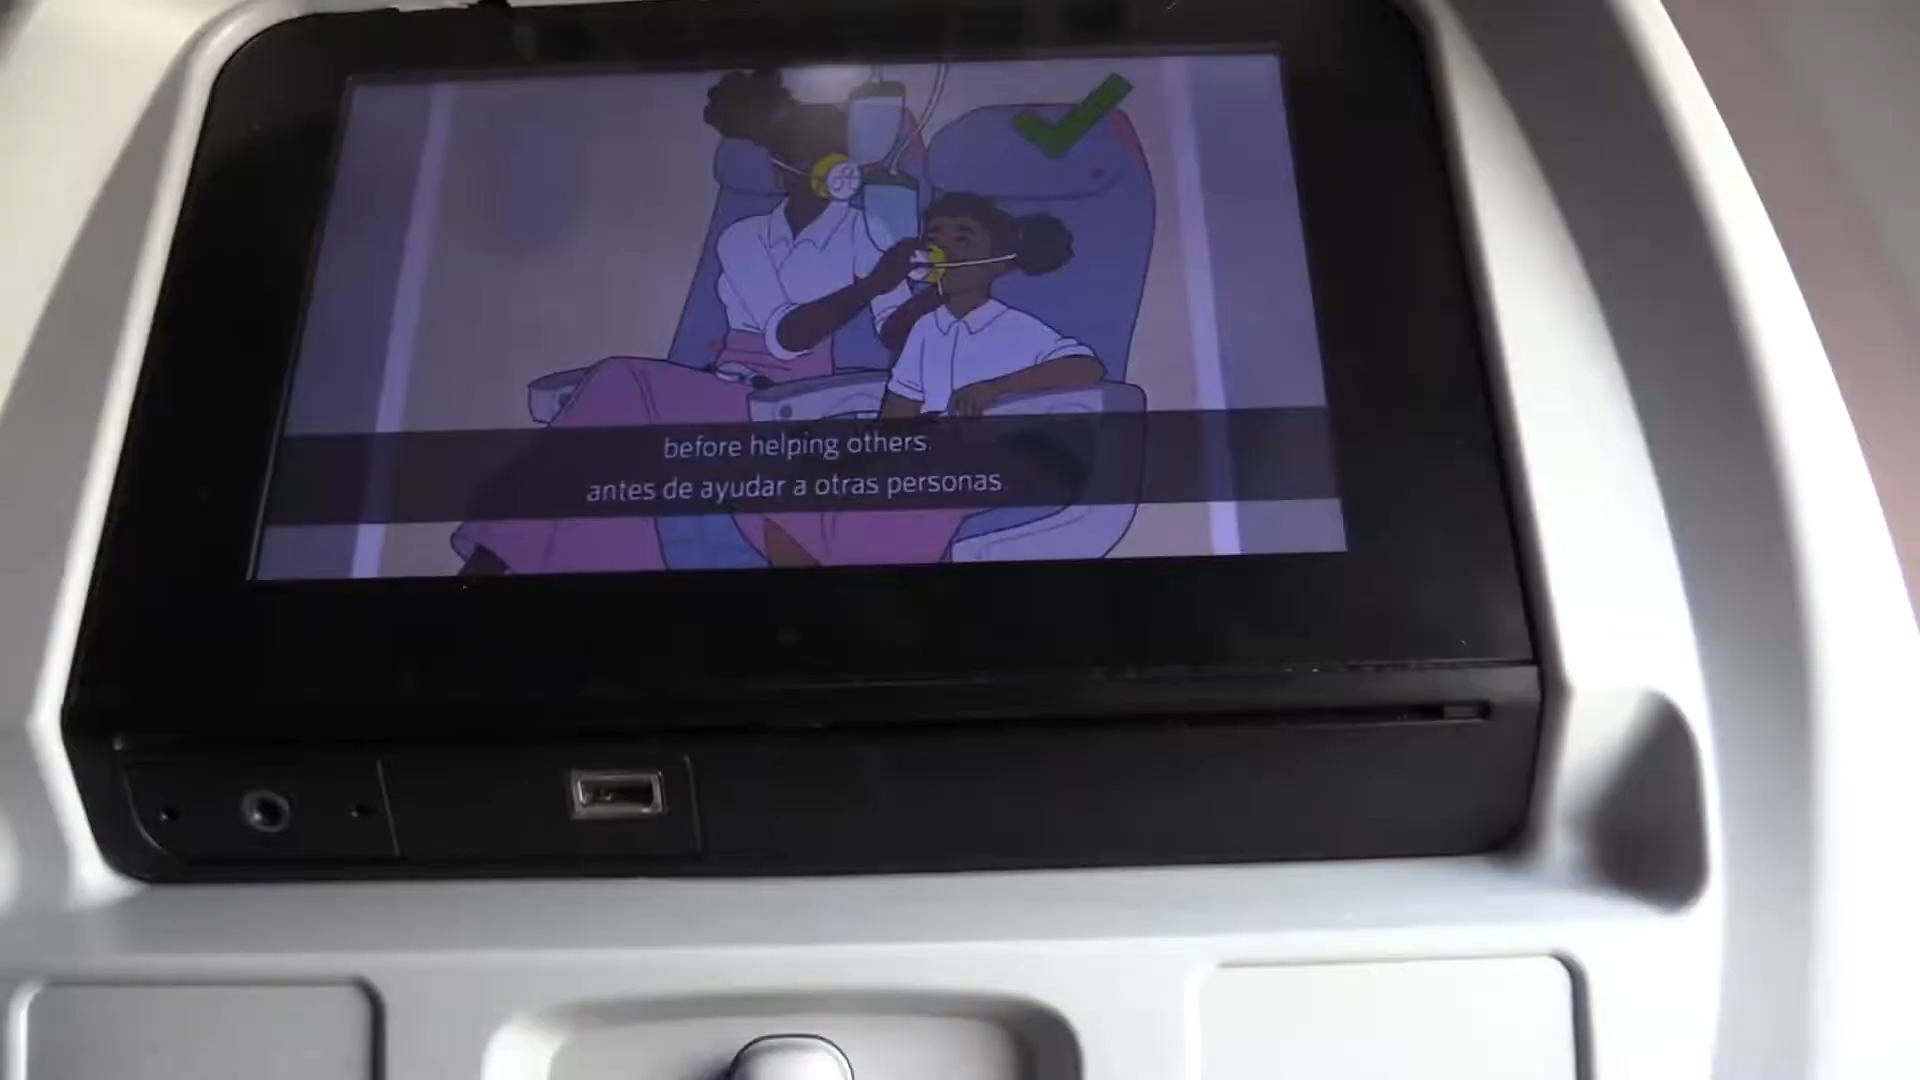 before helping others.
antes de ayudar a otras personas.